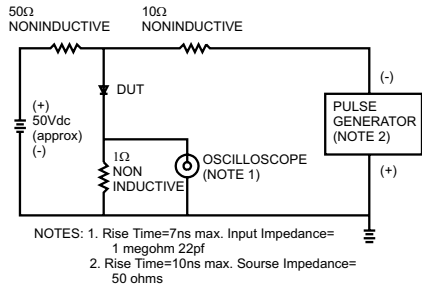 50Ω
NONINDUCTIVE
10Ω
NONINDUCTIVE
(+)
50Vdc
(approx)
(-)
DUT
1Ω
NON
INDUCTIVE
OSCILLOSCOPE
(NOTE 1)
(-)
PULSE
GENERATOR
(NOTE 2)
(+)
NOTES: 1. Rise Time=7ns max. Input Impedance=
1 megohm 22pf
2. Rise Time=10ns max. Sourse Impedance=
50 ohms